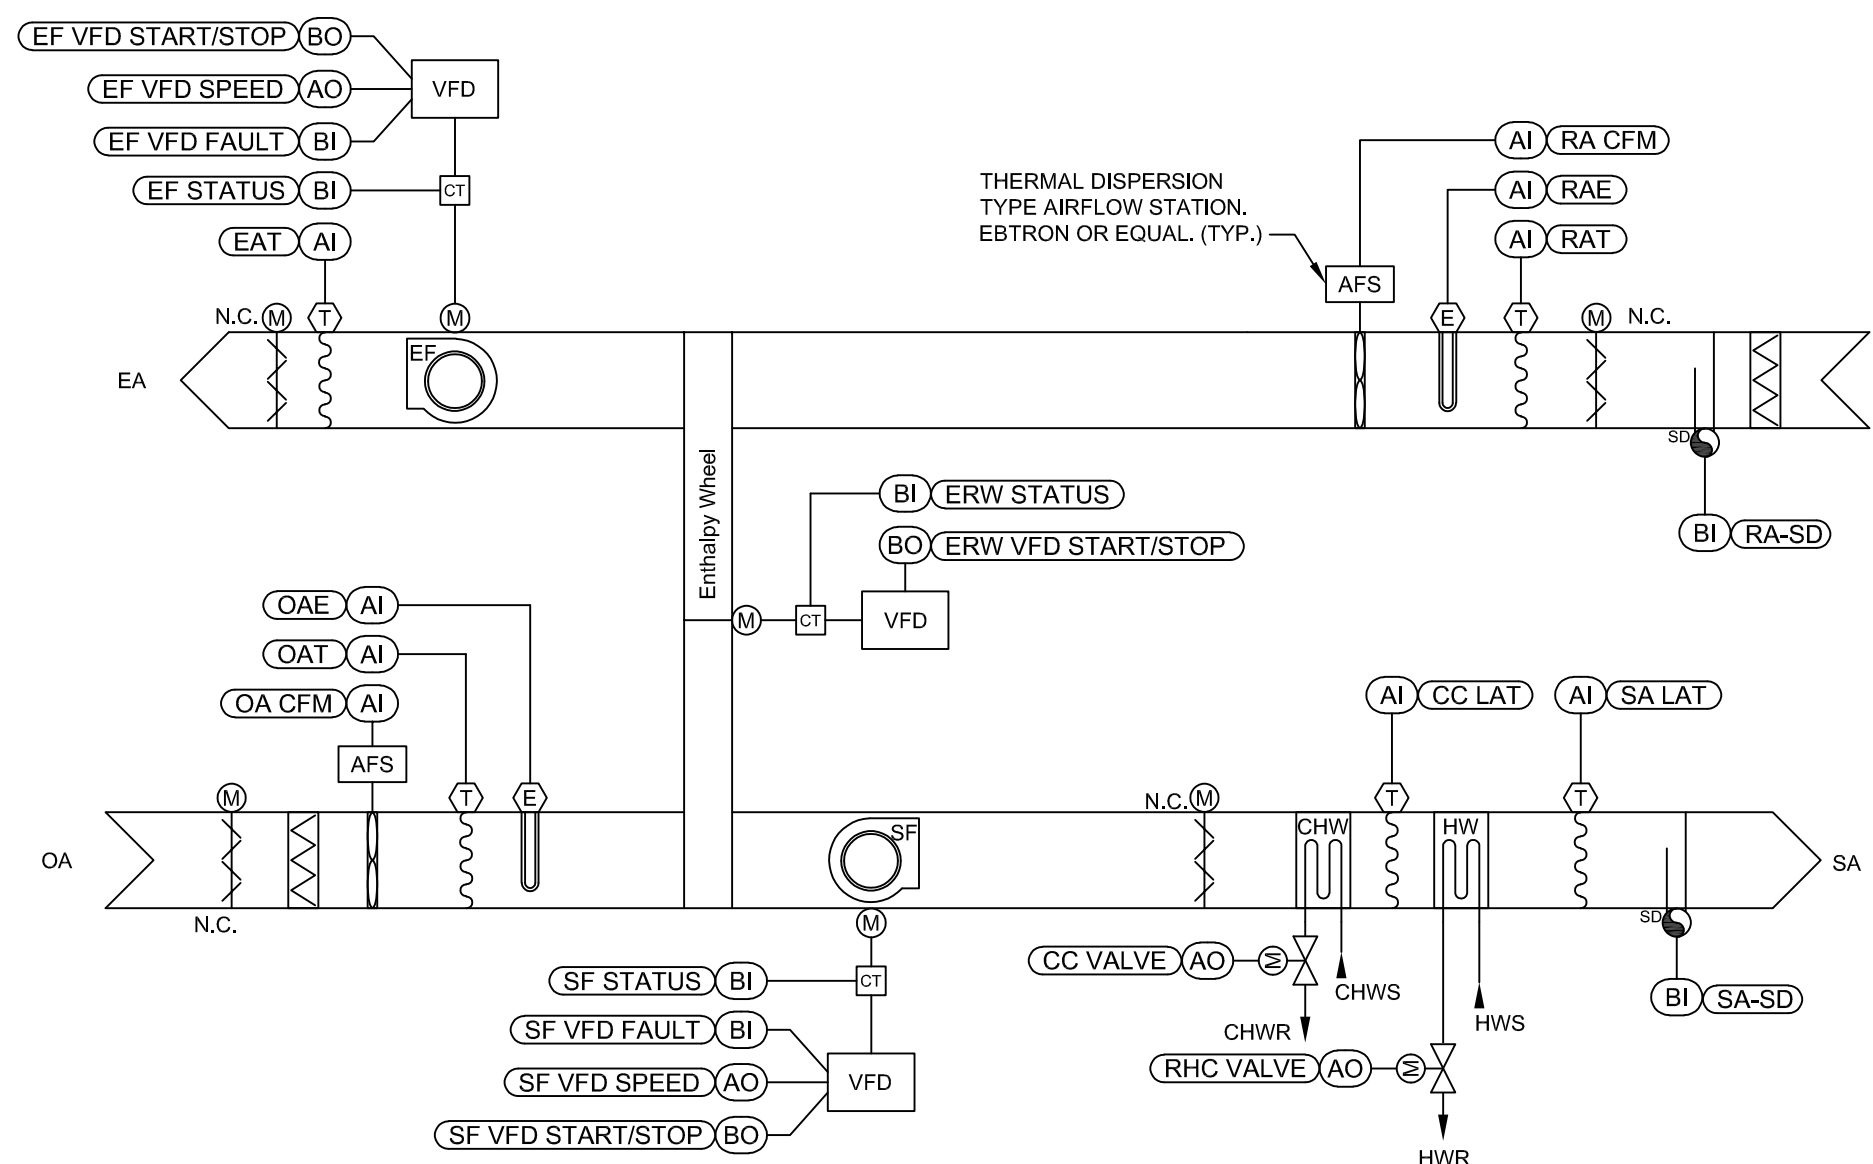 EF VFD START/STOP BO
EF VFD SPEED AO
VFD
EF VFD FAULT BI
EF STATUS BI
CT
EAT AI
AI RA CFM
AI RAE
AI RAT
THERMAL DISPERSION
TYPE AIRFLOW STATION.
EBTRON OR EQUAL. (TYP.)
AFS
N.C. M T M E T M N.C.
EF
EA
SD
BI RA-SD
Enthalpy Wheel
BI ERW STATUS
BO ERW VFD START/STOP
M CT VFD
OAE AI
OAT AI
OA CFM AI
AFS
AI CC LAT
AI SA LAT
M T E N.C. M T T
CHW HW
SF
OA
SA
N.C.
M
SD
CC VALVE AO M
SF STATUS BI CT
CHWS
BI SA-SD
SF VFD FAULT BI
CHWR
HWS
RHC VALVE AO M
SF VFD SPEED AO VFD
SF VFD START/STOP BO
HWR